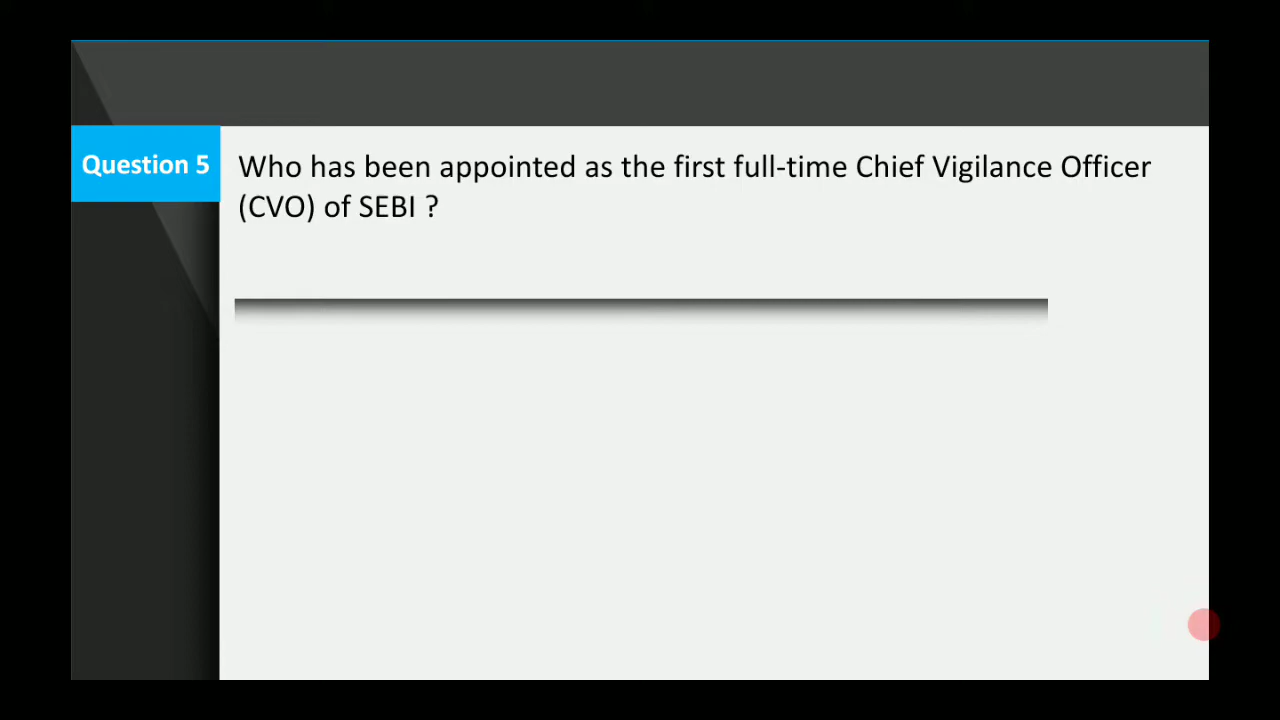 Question 5
Who has been appointed as the first full-time Chief Vigilance Officer
(CVO) of SEBI ?